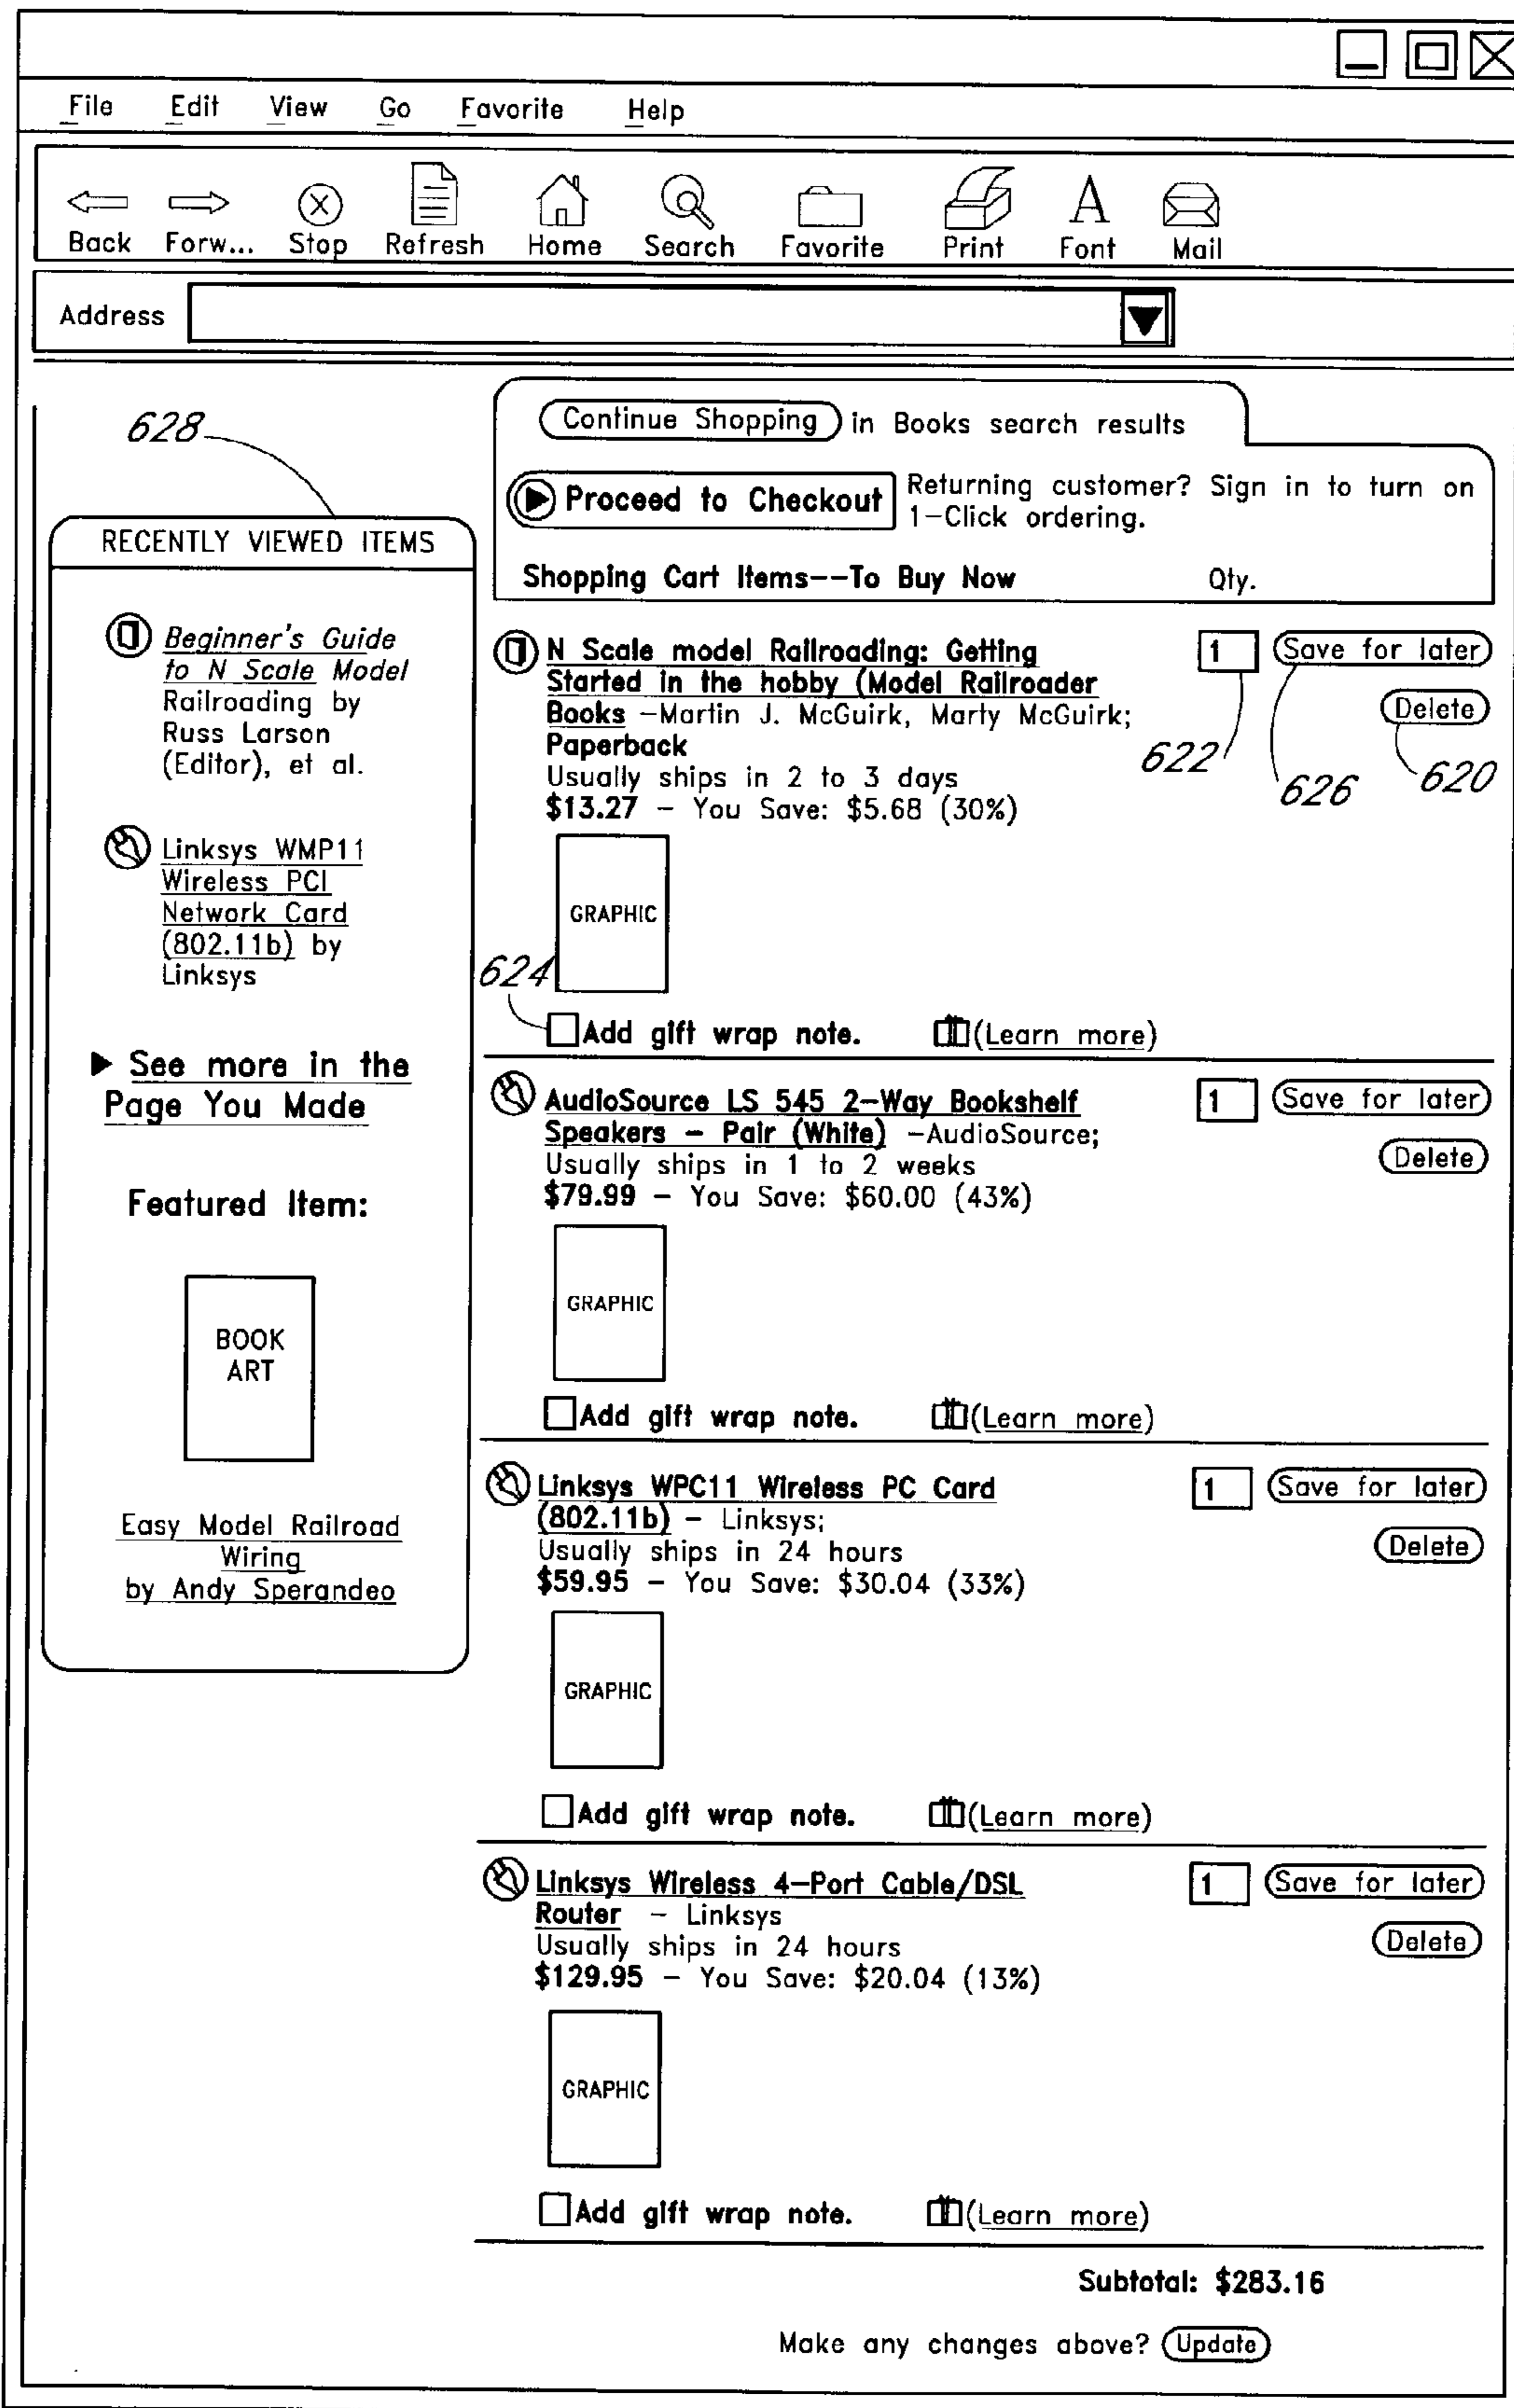 File Edit View Go Favorite Help
Back Forw... Stop Refresh Home Search Favorite Print Font Mail
Address
628
RECENTLY VIEWED ITEMS
Beginner's Guide
to N Scale Model
Railroading by
Russ Larson
(Editor), et al.
Linksys WMP11
Wireless PCI
Network Card
(802.11b) by
Linksys
See more in the
Page You Made
Featured Item:
BOOK
ART
Easy Model Railroad
Wiring
by Andy Sperandeo
Continue Shopping in Books search results
Proceed to Checkout
Returning customer? Sign in to turn on
1-Click ordering.
Shopping Cart Items--To Buy Now Qty.
N Scale model Railroading: Getting
Started in the hobby (Model Railroader
Books -Martin J. McGuirk, Marty McGuirk;
Paperback
Usually ships in 2 to 3 days
$13.27 - You Save: $5.68 (30%)
1 Save for later
Delete
622
626
620
GRAPHIC
624
Add gift wrap note. (Learn more)
AudioSource LS 545 2-Way Bookshelf
Speakers - Pair (White) -AudioSource;
Usually ships in 1 to 2 weeks
$79.99 - You Save: $60.00 (43%)
1 Save for later
Delete
GRAPHIC
Add gift wrap note. (Learn more)
Linksys WPC11 Wireless PC Card
(802.11b) - Linksys;
Usually ships in 24 hours
$59.95 - You Save: $30.04 (33%)
1 Save for later
Delete
GRAPHIC
Add gift wrap note. (Learn more)
Linksys Wireless 4-Port Cable/DSL
Router - Linksys
Usually ships in 24 hours
$129.95 - You Save: $20.04 (13%)
1 Save for later
Delete
GRAPHIC
Add gift wrap note. (Learn more)
Subtotal: $283.16
Make any changes above? Update